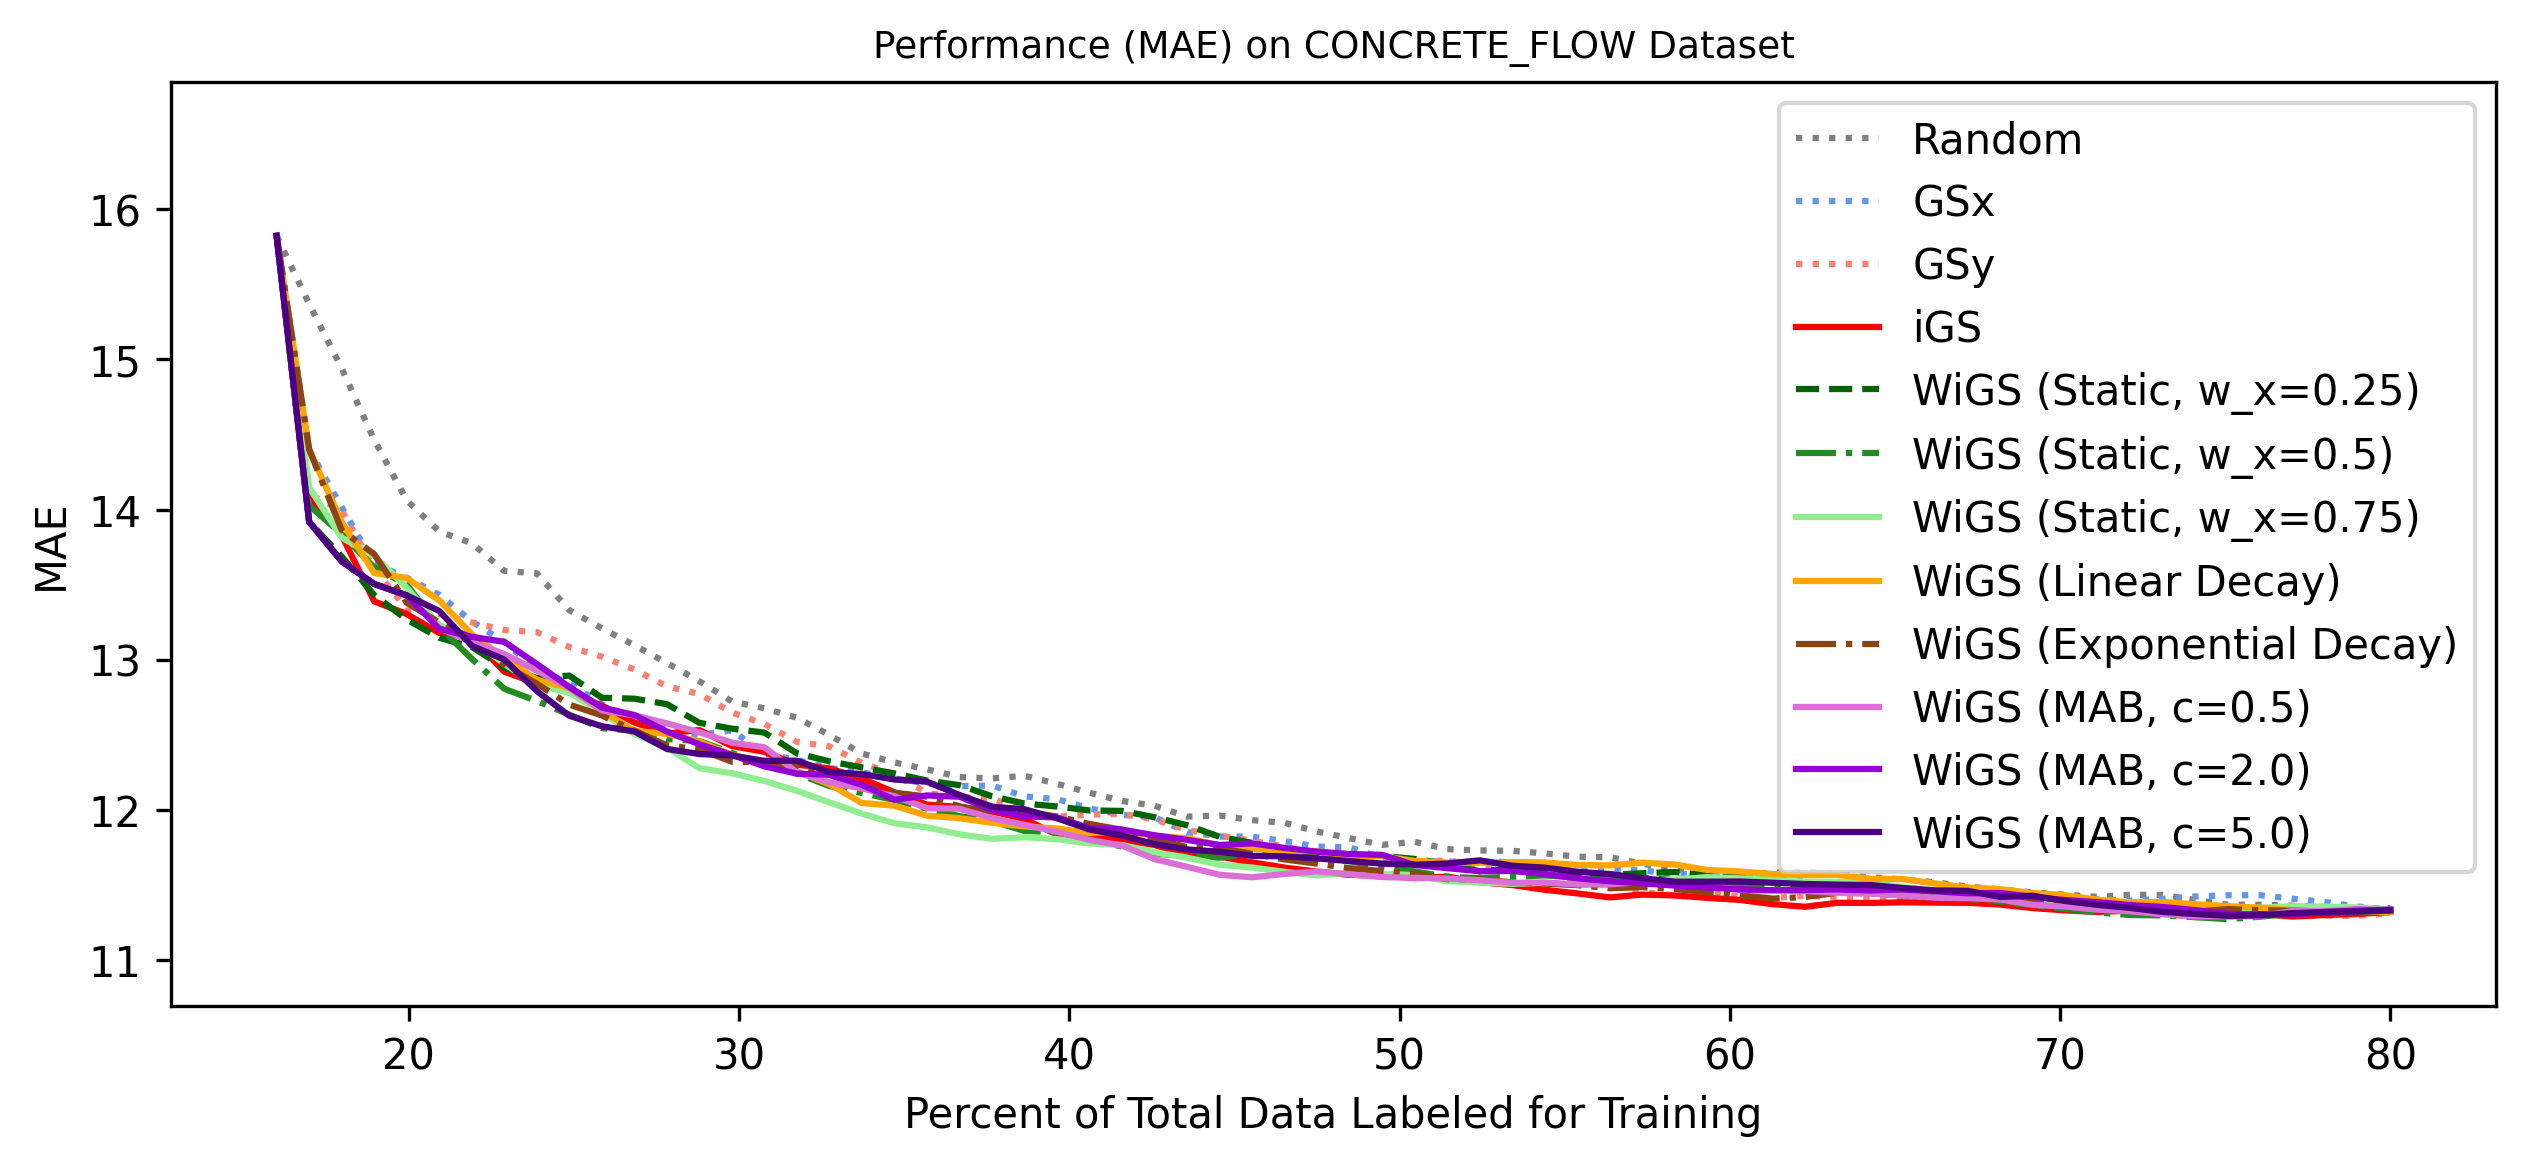 Performance (MAE) on CONCRETE_FLOW Dataset
MAE
16
15
14
13
12
11
20 30 40 50 60 70 80
Percent of Total Data Labeled for Training
Random
GSx
GSy
iGS
WiGS (Static, w_x=0.25)
WiGS (Static, w_x=0.5)
WiGS (Static, w_x=0.75)
WiGS (Linear Decay)
WiGS (Exponential Decay)
WiGS (MAB, c=0.5)
WiGS (MAB, c=2.0)
WiGS (MAB, c=5.0)